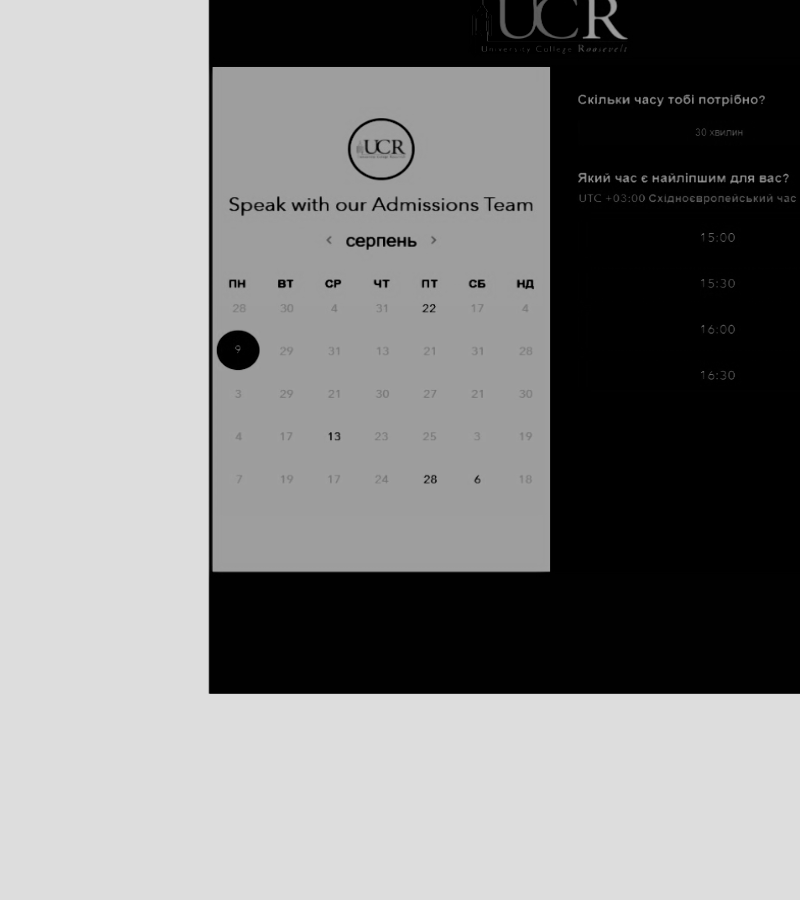 UCR
University College Roosevelt
UCR
Speak with our Admissions Team
< серпень >
ПН ВТ СР ЧТ ПТ СБ НД
28 30 4 31 22 17 4
9 29 31 13 21 31 28
3 29 21 30 27 21 30
4 17 13 23 25 3 19
7 19 17 24 28 6 18
Скільки часу тобі потрібно?
30 хвилин
Який час є найліпшим для вас?
UTC +03:00 Східноєвропейський час
15:00
15:30
16:00
16:30